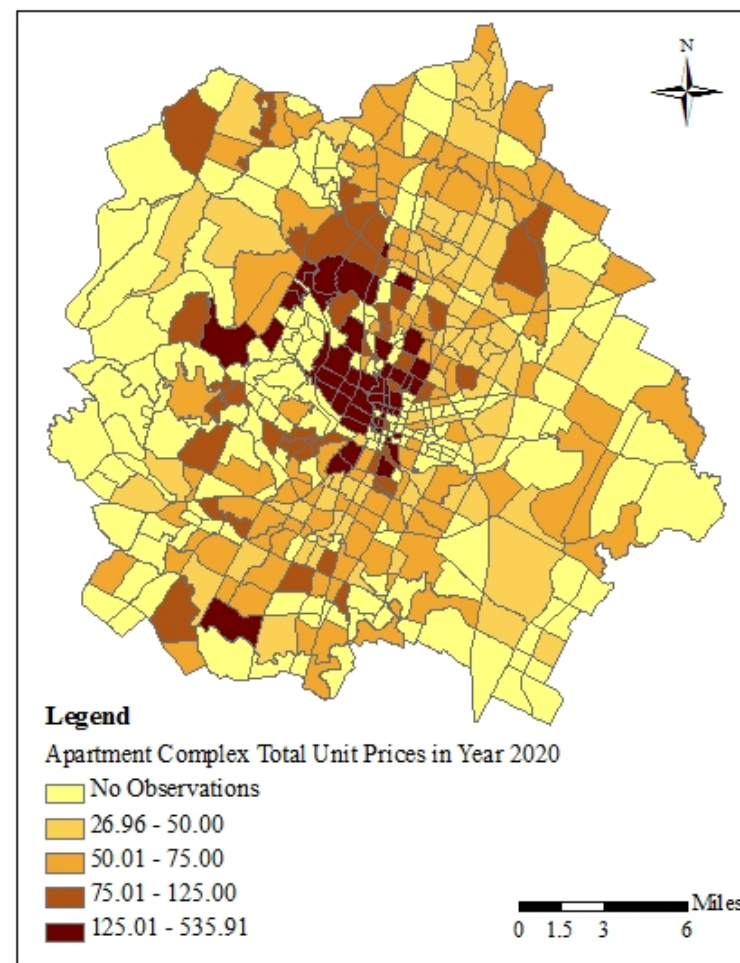 N
Legend
Apartment Complex Total Unit Prices in Year 2020
No Observations
26.96 - 50.00
50.01 - 75.00
75.01 - 125.00
125.01 - 535.91
Miles
0 1.5 3 6